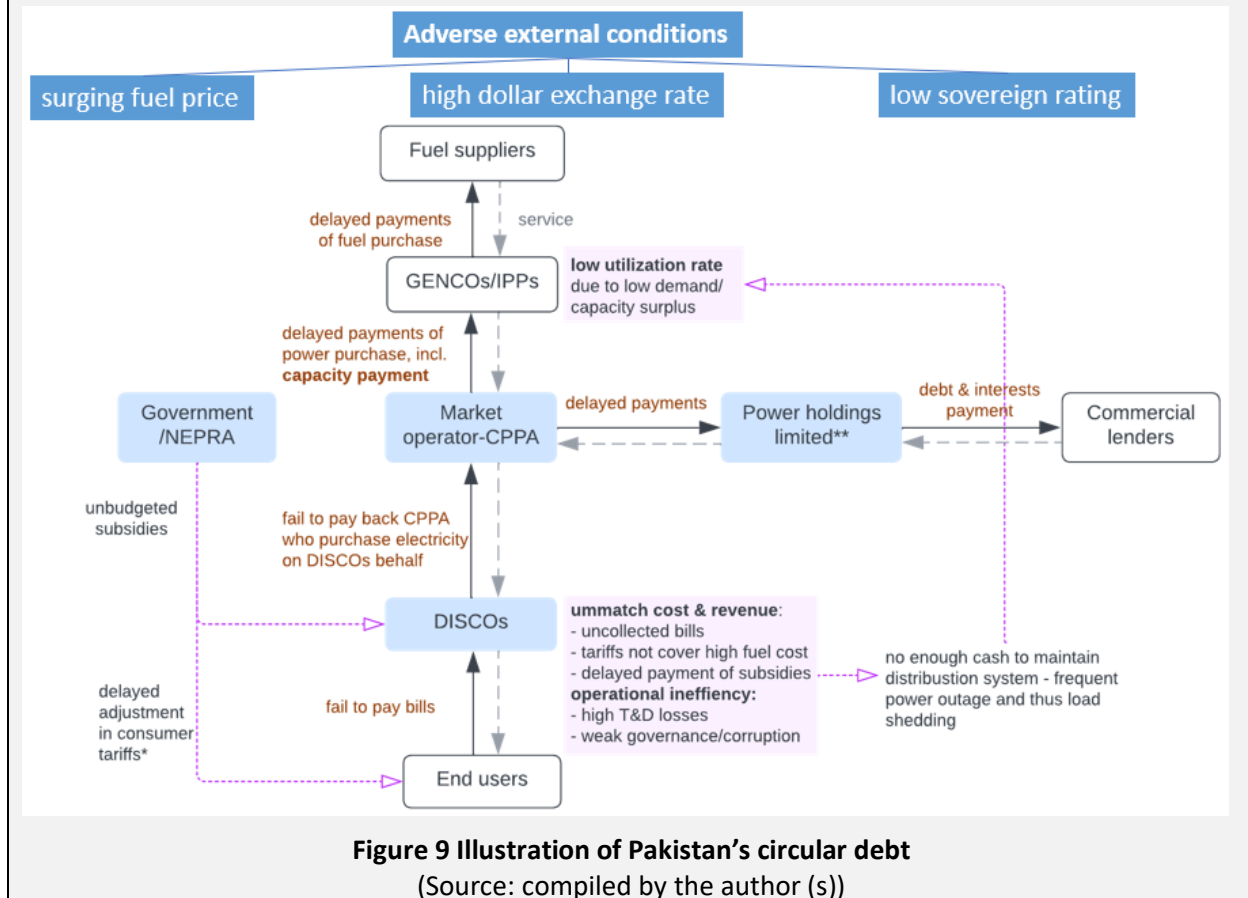 Adverse external conditions
surging fuel price
high dollar exchange rate
low sovereign rating
Fuel suppliers
delayed payments
of fuel purchase
service
GENCOs/IPPs
low utilization rate
due to low demand/
capacity surplus
delayed payments of
power purchase, incl.
capacity payment
Government
/NEPRA
Market
operator-CPPA
delayed payments
Power holdings
limited**
debt & interests
payment
Commercial
lenders
unbudgeted
subsidies
fail to pay back CPPA
who purchase electricity
on DISCOs behalf
DISCOs
ummatch cost & revenue:
- uncollected bills
- tariffs not cover high fuel cost
- delayed payment of subsidies
operational ineffiency:
- high T&D losses
- weak governance/corruption
no enough cash to maintain
distribustion system - frequent
power outage and thus load
shedding
delayed
adjustment
in consumer
tariffs*
fail to pay bills
End users
Figure 9 Illustration of Pakistan’s circular debt
(Source: compiled by the author (s))